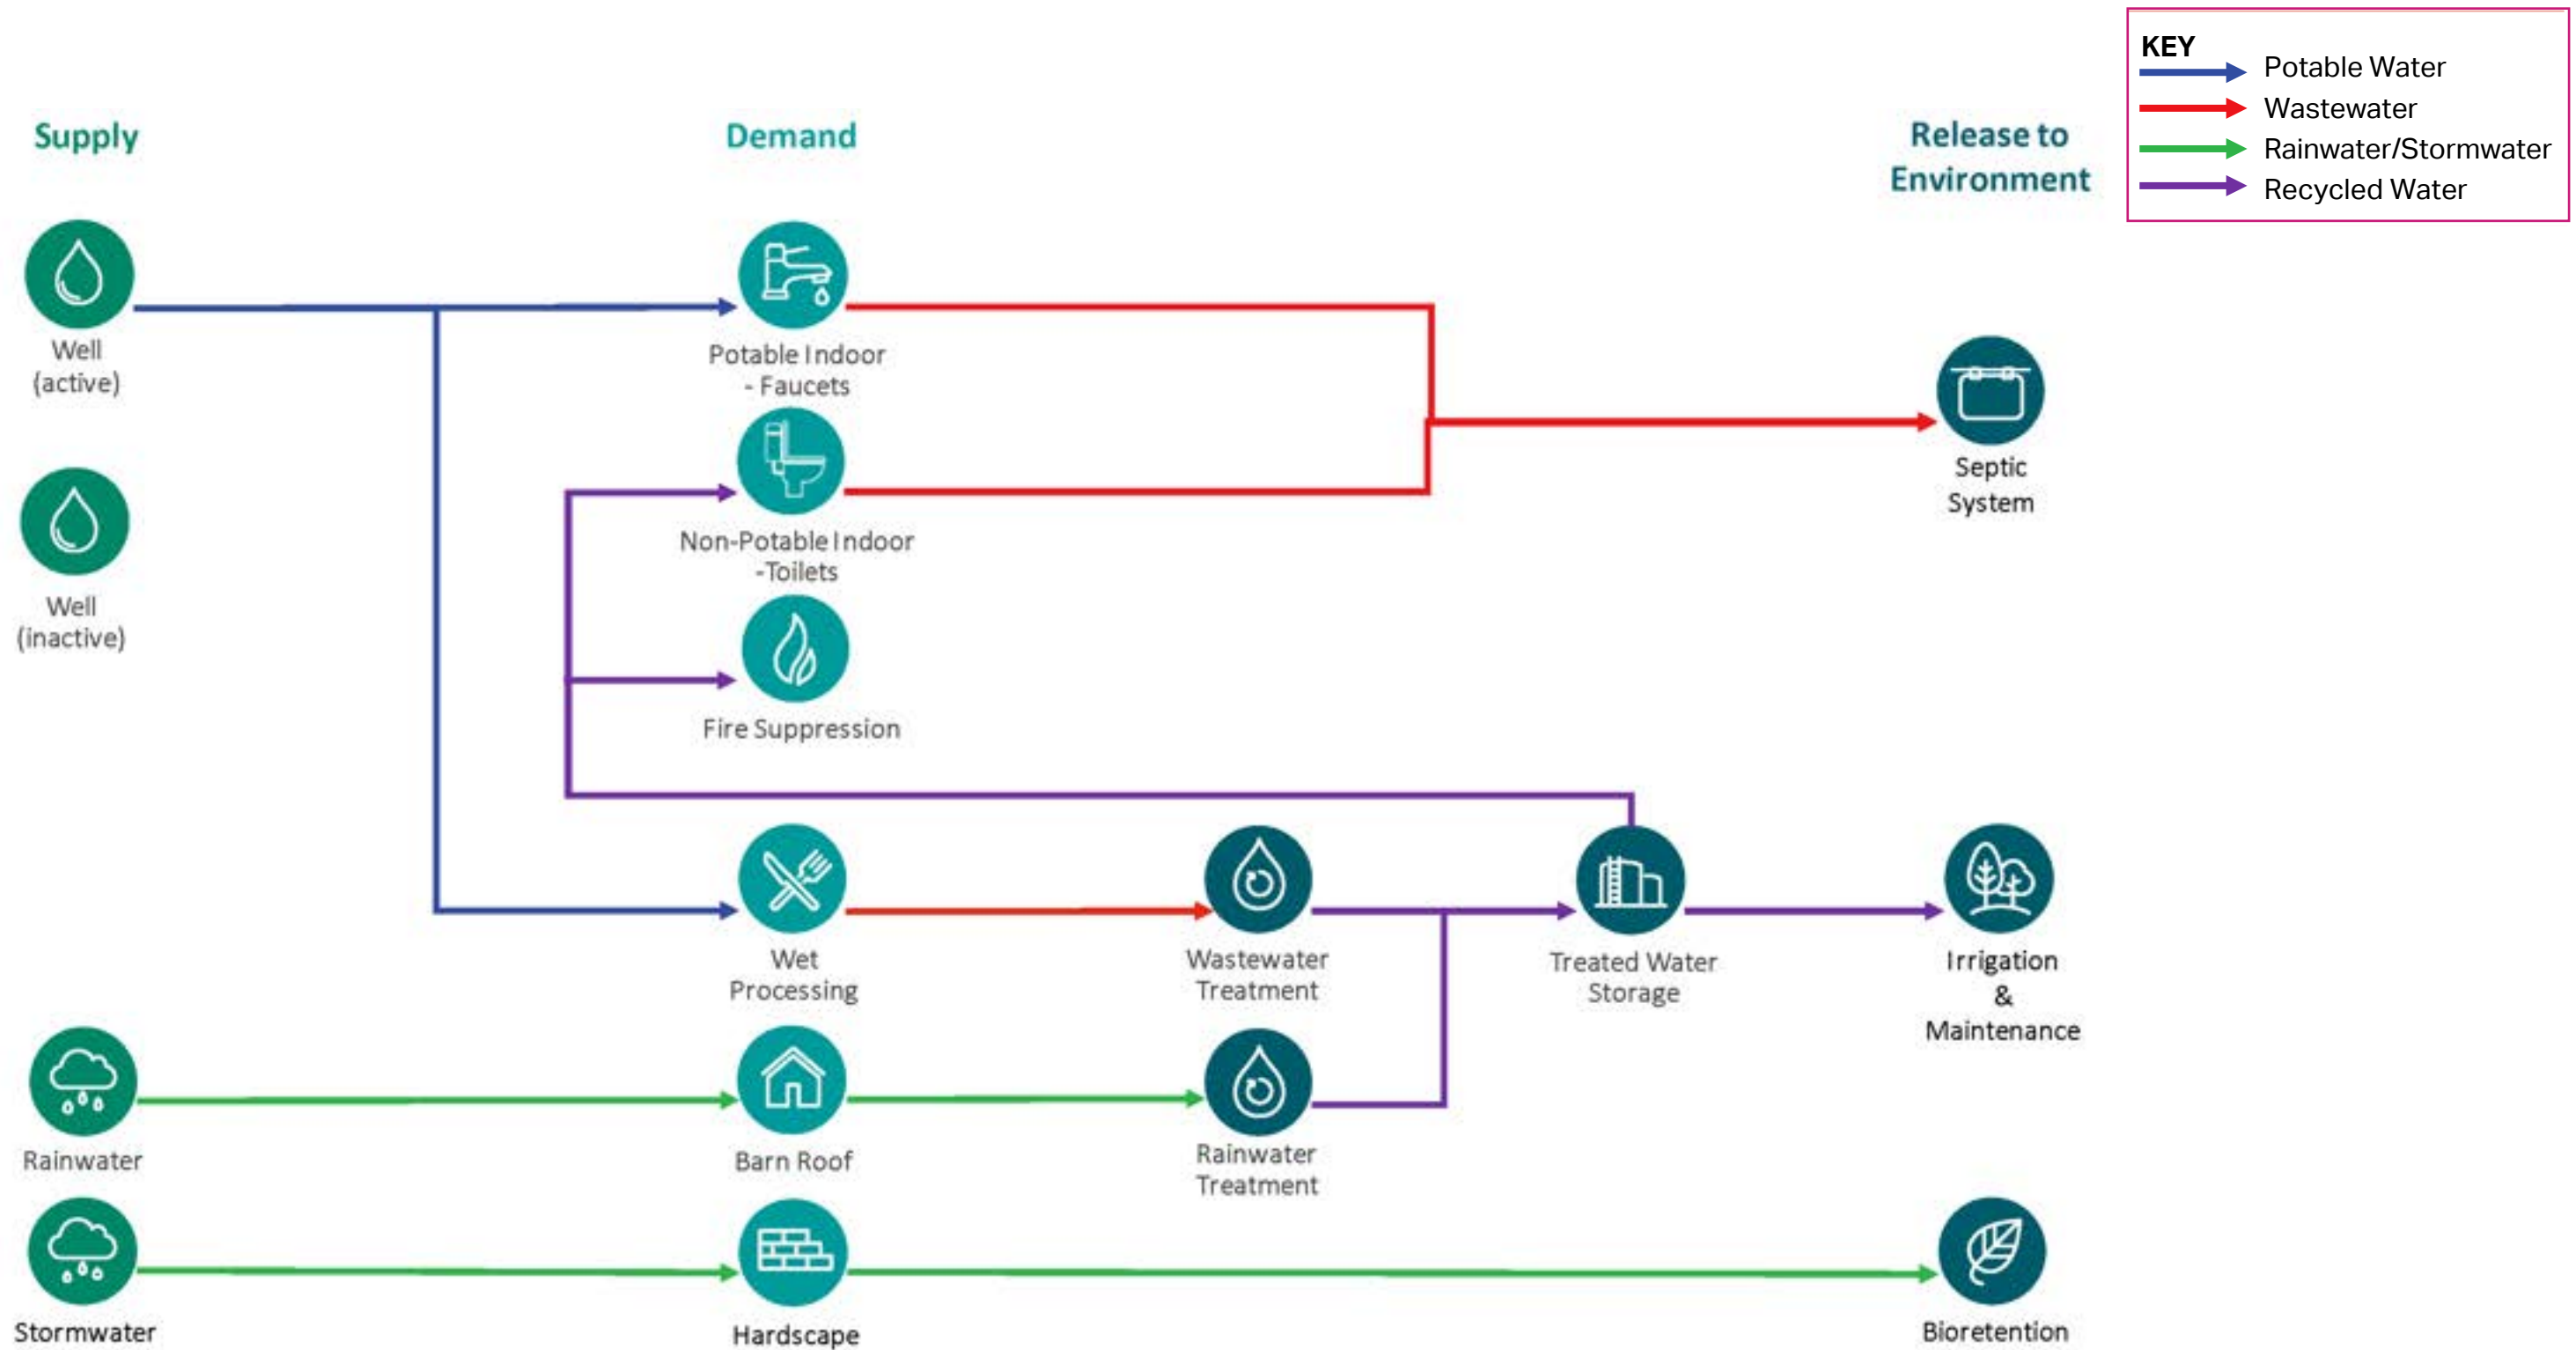 KEY
Potable Water
Wastewater
Rainwater/Stormwater
Recycled Water
Supply
Demand
Release to
Environment
Well
(active)
Potable Indoor
- Faucets
Septic
System
Well
(inactive)
Non-Potable Indoor
-Toilets
Fire Suppression
Wet
Processing
Wastewater
Treatment
Treated Water
Storage
Irrigation
&
Maintenance
Rainwater
Barn Roof
Rainwater
Treatment
Stormwater
Hardscape
Bioretention